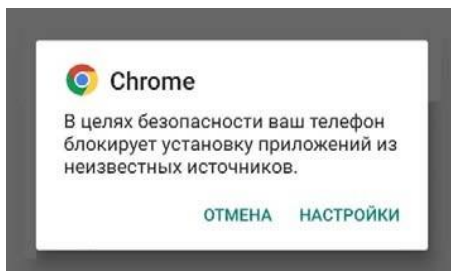 Chrome
В целях безопасности ваш телефон
блокирует установку приложений из
неизвестных источников.
ОТМЕНА НАСТРОЙКИ